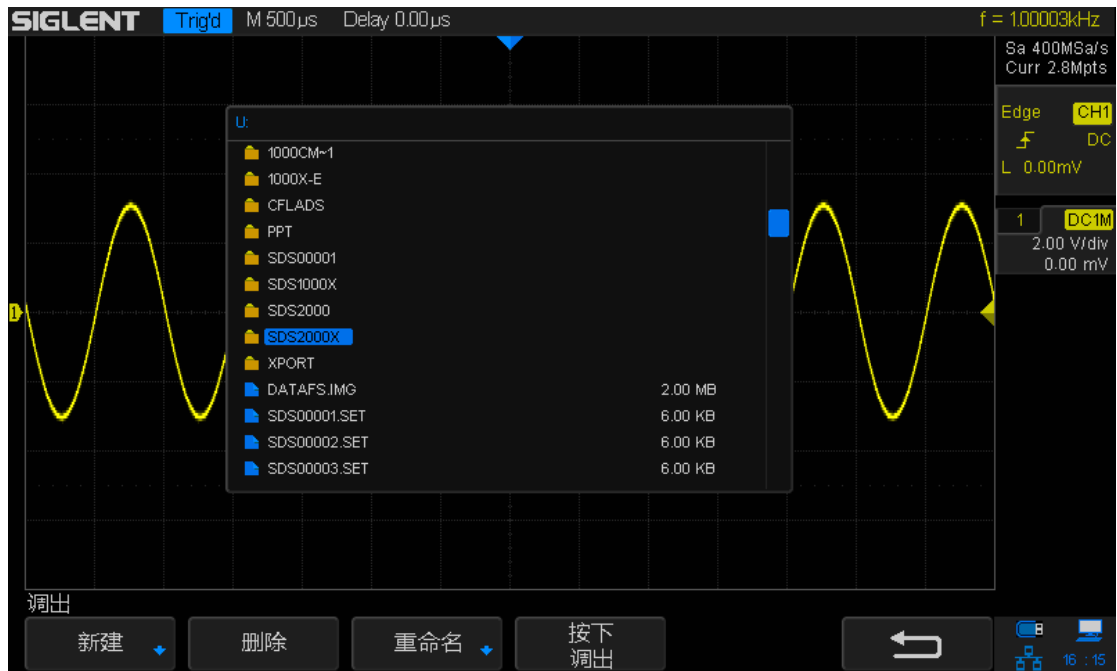 SIGLENT Trig'd M 500µs Delay 0.00µs f = 1.00003kHz
Sa 400MSa/s
Curr 2.8Mpts
Edge CH1
DC
L 0.00mV
1 DC1M
2.00 V/div
0.00 mV
U:
1000CM~1
1000X-E
CFLADS
PPT
SDS00001
SDS1000X
SDS2000
SDS2000X
XPORT
DATAFS.IMG 2.00 MB
SDS00001.SET 6.00 KB
SDS00002.SET 6.00 KB
SDS00003.SET 6.00 KB
1
调出
新建 删除 重命名 按下
调出
16 : 15